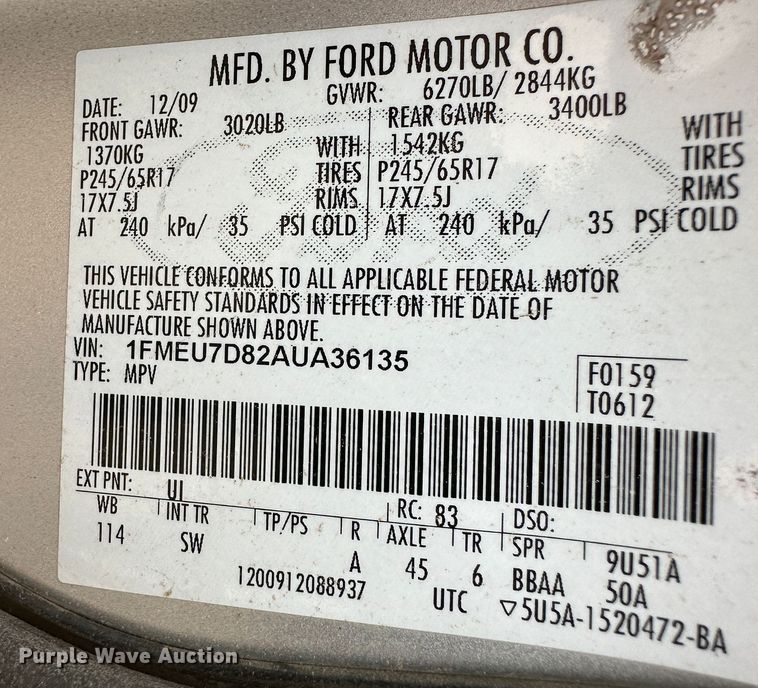 MFD. BY FORD MOTOR CO.
DATE: 12/09 GVWR: 6270LB/ 2844KG
FRONT GAWR: 3020LB REAR GAWR: 3400LB
1370KG WITH 1542KG WITH
P245/65R17 TIRES P245/65R17 TIRES
17X7.5J RIMS 17X7.5J RIMS
AT 240 kPa/ 35 PSI COLD AT 240 kPa/ 35 PSI COLD
THIS VEHICLE CONFORMS TO ALL APPLICABLE FEDERAL MOTOR
VEHICLE SAFETY STANDARDS IN EFFECT ON THE DATE OF
MANUFACTURE SHOWN ABOVE.
VIN: 1FMEU7D82AUA36135
TYPE: MPV
F0159
T0612
EXT PNT: UI RC: 83 DSO:
WB INT TR TP/PS R AXLE TR SPR 9U51A
114 SW A 45 6 BBAA 50A
1200912088937 UTC ▽5U5A-1520472-BA
Purple Wave Auction